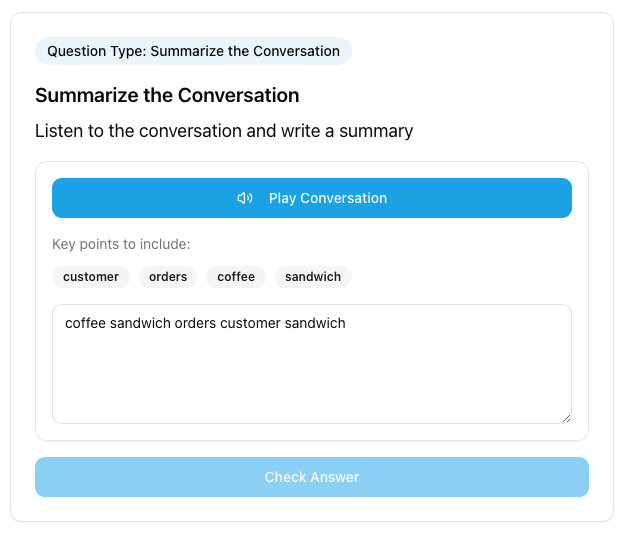 Question Type: Summarize the Conversation
Summarize the Conversation
Listen to the conversation and write a summary
Play Conversation
Key points to include:
customer orders coffee sandwich
coffee sandwich orders customer sandwich
Check Answer